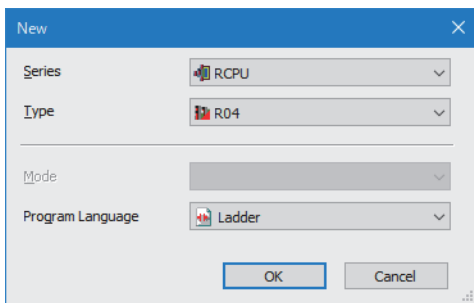 New
Series RCPU
Type R04
Mode
Program Language Ladder
OK Cancel